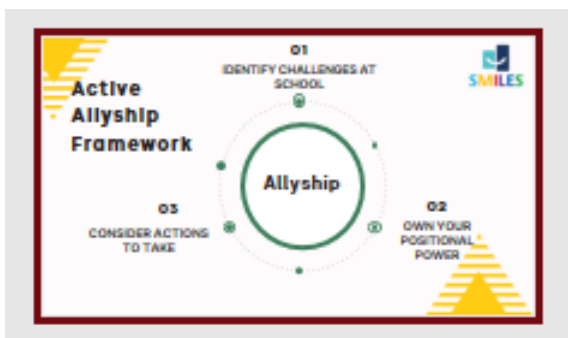 Active
Allyship
Framework
01
IDENTIFY CHALLENGES AT
SCHOOL
SMILES
Allyship
02
OWN YOUR
POSITIONAL
POWER
03
CONSIDER ACTIONS
TO TAKE